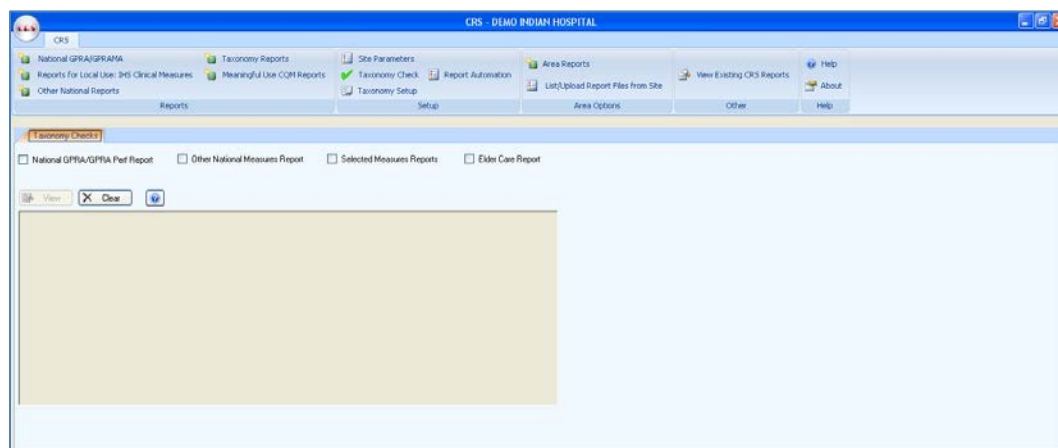 CRS - DEMO INDIAN HOSPITAL
CRS
National GPRA/GPRAMA
Reports for Local Use: IHS Clinical Measures
Other National Reports
Taxonomy Reports
Meaningful Use CQM Reports
Reports
Site Parameters
Taxonomy Check
Report Automation
Taxonomy Setup
Setup
Area Reports
List/Upload Report Files from Site
Area Options
View Existing CRS Reports
Other
Help
About
Help
Taxonomy Checks
National GPRA/GPRA Perf Report
Other National Measures Report
Selected Measures Reports
Elder Care Report
View
Clear